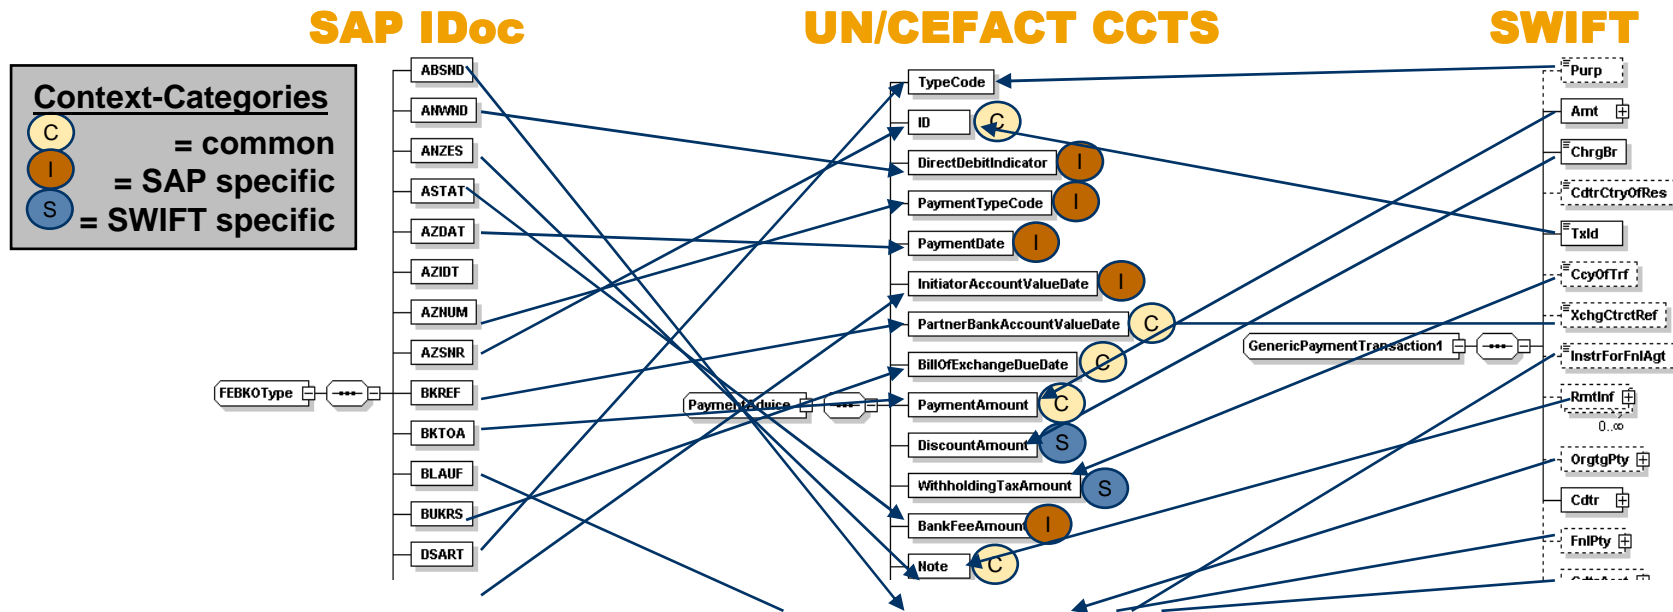 SAP IDoc
UN/CEFACT CCTS
SWIFT
Context-Categories
C = common
I = SAP specific
S = SWIFT specific
FEBKOType
ABSND
ANWND
ANZES
ASTAT
AZDAT
AZIDT
AZNUM
AZSNR
BKREF
BKTOA
BLAUF
BUKRS
DSART
PaymentAdvice
TypeCode
ID C
DirectDebitIndicator I
PaymentTypeCode I
PaymentDate I
InitiatorAccountValueDate I
PartnerBankAccountValueDate C
BillOfExchangeDueDate C
PaymentAmount C
DiscountAmount S
WithholdingTaxAmount S
BankFeeAmount I
Note C
GenericPaymentTransaction1
Purp
Amt
ChrgBr
CdtrCtryOfRes
TxId
CcyOfTrf
XchgCtrctRef
InstrForFnlAgt
RmtInf
0..∞
OrgtgPty
Cdtr
FnlPty